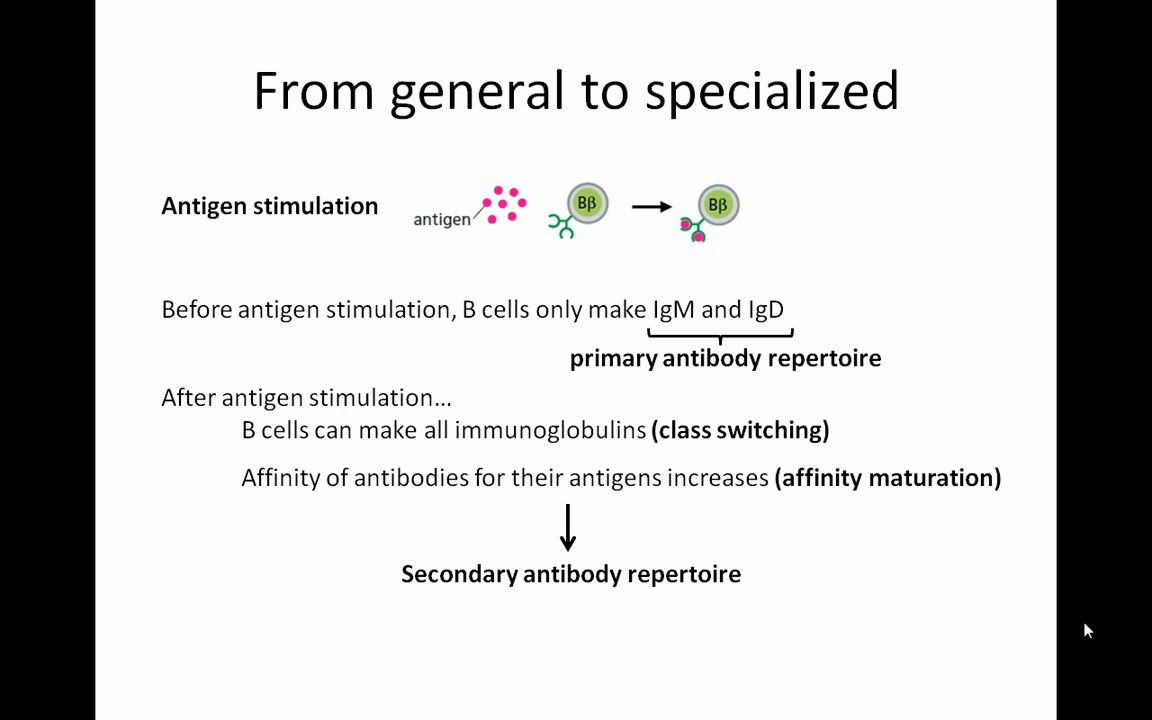 From general to specialized
Antigen stimulation
antigen
Bβ
Bβ
Before antigen stimulation, B cells only make IgM and IgD
primary antibody repertoire
After antigen stimulation...
B cells can make all immunoglobulins (class switching)
Affinity of antibodies for their antigens increases (affinity maturation)
Secondary antibody repertoire